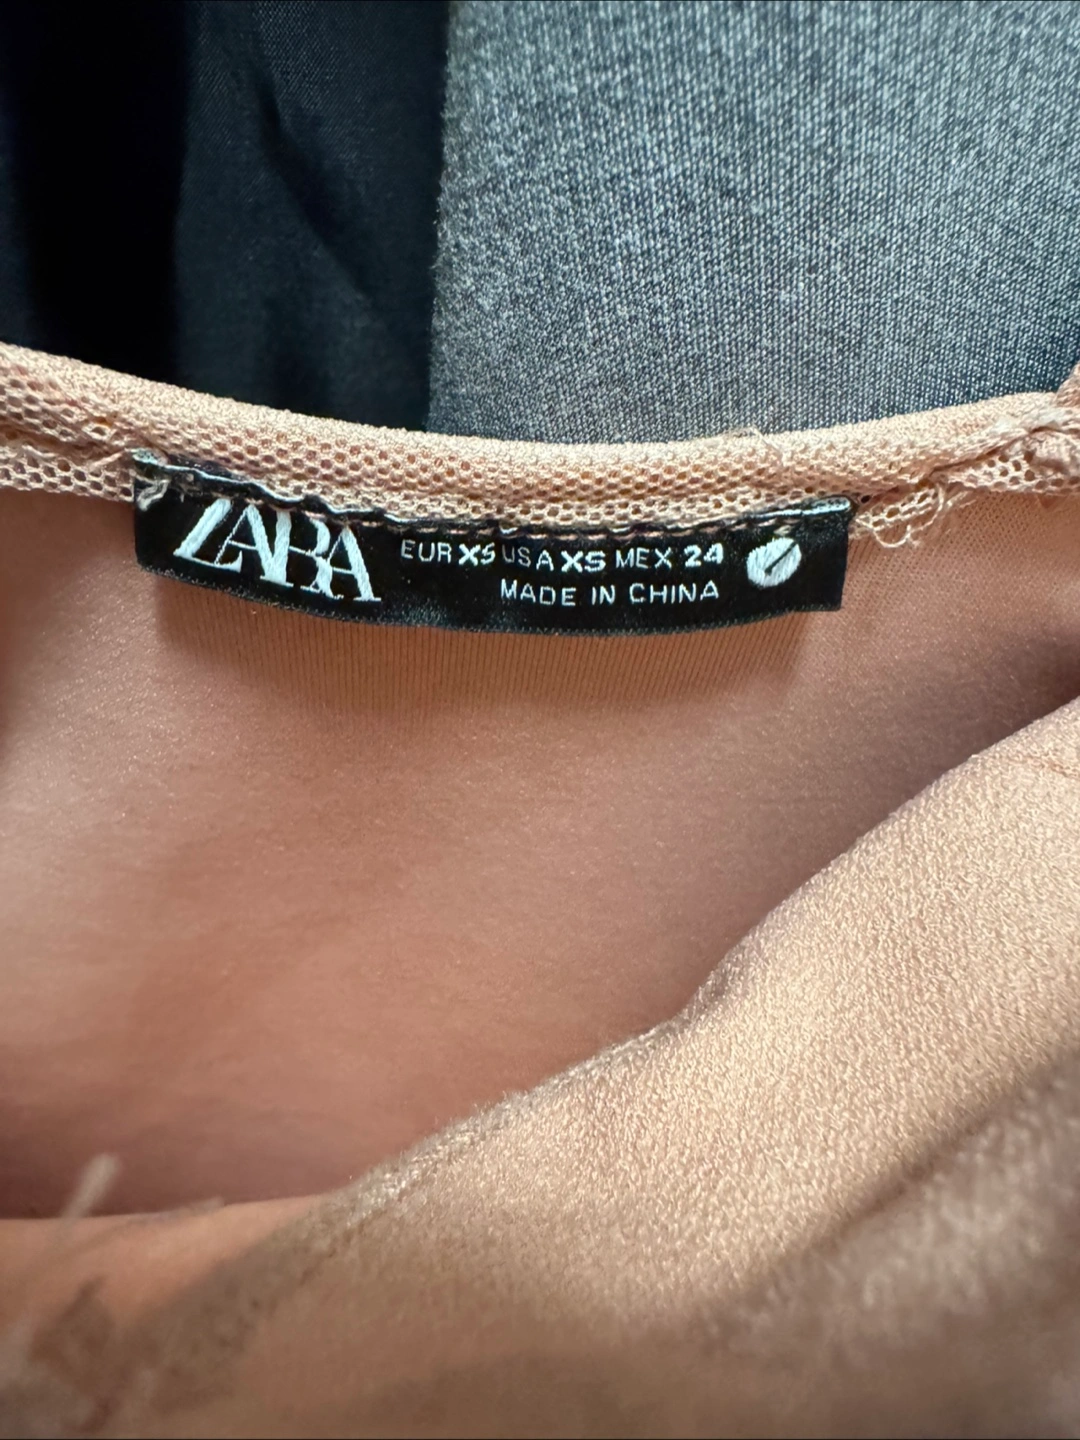 ZARA
EUR XS USA XS MEX 24
MADE IN CHINA